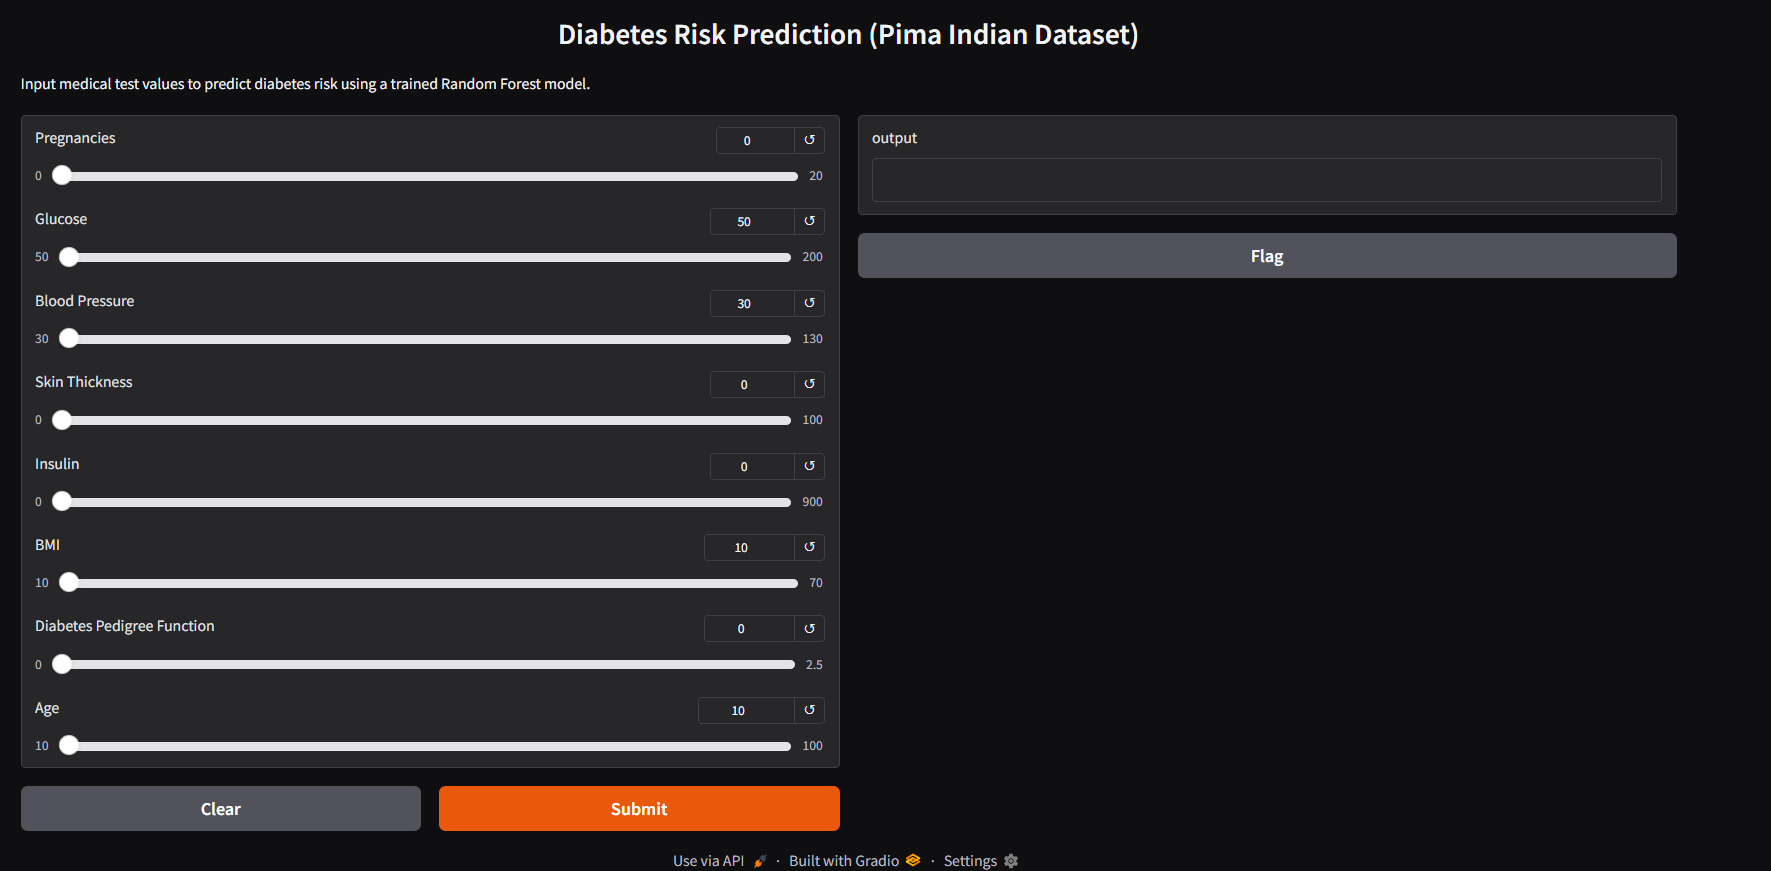 Diabetes Risk Prediction (Pima Indian Dataset)
Input medical test values to predict diabetes risk using a trained Random Forest model.
Pregnancies
0
↺
0
20
Glucose
50
↺
50
200
Blood Pressure
30
↺
30
130
Skin Thickness
0
↺
0
100
Insulin
0
↺
0
900
BMI
10
↺
10
70
Diabetes Pedigree Function
0
↺
0
2.5
Age
10
↺
10
100
Clear
Submit
output
Flag
Use via API · Built with Gradio · Settings